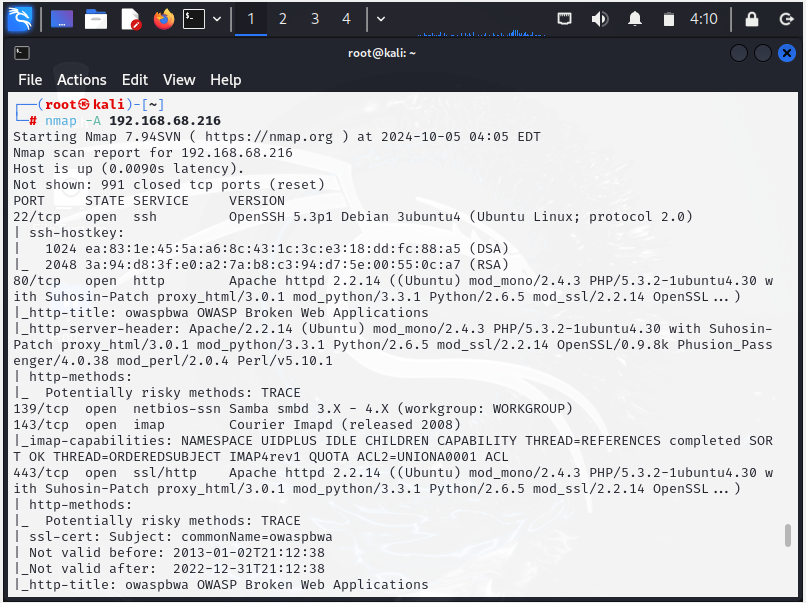 1 2 3 4 4:10
root@kali: ~
File Actions Edit View Help
┌──(root㉿kali)-[~]
└─# nmap -A 192.168.68.216
Starting Nmap 7.94SVN ( https://nmap.org ) at 2024-10-05 04:05 EDT
Nmap scan report for 192.168.68.216
Host is up (0.0090s latency).
Not shown: 991 closed tcp ports (reset)
PORT     STATE SERVICE     VERSION
22/tcp   open  ssh         OpenSSH 5.3p1 Debian 3ubuntu4 (Ubuntu Linux; protocol 2.0)
| ssh-hostkey:
|   1024 ea:83:1e:45:5a:a6:8c:43:1c:3c:e3:18:dd:fc:88:a5 (DSA)
|_  2048 3a:94:d8:3f:e0:a2:7a:b8:c3:94:d7:5e:00:55:0c:a7 (RSA)
80/tcp   open  http        Apache httpd 2.2.14 ((Ubuntu) mod_mono/2.4.3 PHP/5.3.2-1ubuntu4.30 w
ith Suhosin-Patch proxy_html/3.0.1 mod_python/3.3.1 Python/2.6.5 mod_ssl/2.2.14 OpenSSL...)
|_http-title: owaspbwa OWASP Broken Web Applications
|_http-server-header: Apache/2.2.14 (Ubuntu) mod_mono/2.4.3 PHP/5.3.2-1ubuntu4.30 with Suhosin-
Patch proxy_html/3.0.1 mod_python/3.3.1 Python/2.6.5 mod_ssl/2.2.14 OpenSSL/0.9.8k Phusion_Pass
enger/4.0.38 mod_perl/2.0.4 Perl/v5.10.1
| http-methods:
|_  Potentially risky methods: TRACE
139/tcp  open  netbios-ssn Samba smbd 3.X - 4.X (workgroup: WORKGROUP)
143/tcp  open  imap        Courier Imapd (released 2008)
|_imap-capabilities: NAMESPACE UIDPLUS IDLE CHILDREN CAPABILITY THREAD=REFERENCES completed SOR
T OK THREAD=ORDEREDSUBJECT IMAP4rev1 QUOTA ACL2=UNIONA0001 ACL
443/tcp  open  ssl/http    Apache httpd 2.2.14 ((Ubuntu) mod_mono/2.4.3 PHP/5.3.2-1ubuntu4.30 w
ith Suhosin-Patch proxy_html/3.0.1 mod_python/3.3.1 Python/2.6.5 mod_ssl/2.2.14 OpenSSL...)
| http-methods:
|_  Potentially risky methods: TRACE
| ssl-cert: Subject: commonName=owaspbwa
| Not valid before: 2013-01-02T21:12:38
|_Not valid after:  2022-12-31T21:12:38
|_http-title: owaspbwa OWASP Broken Web Applications